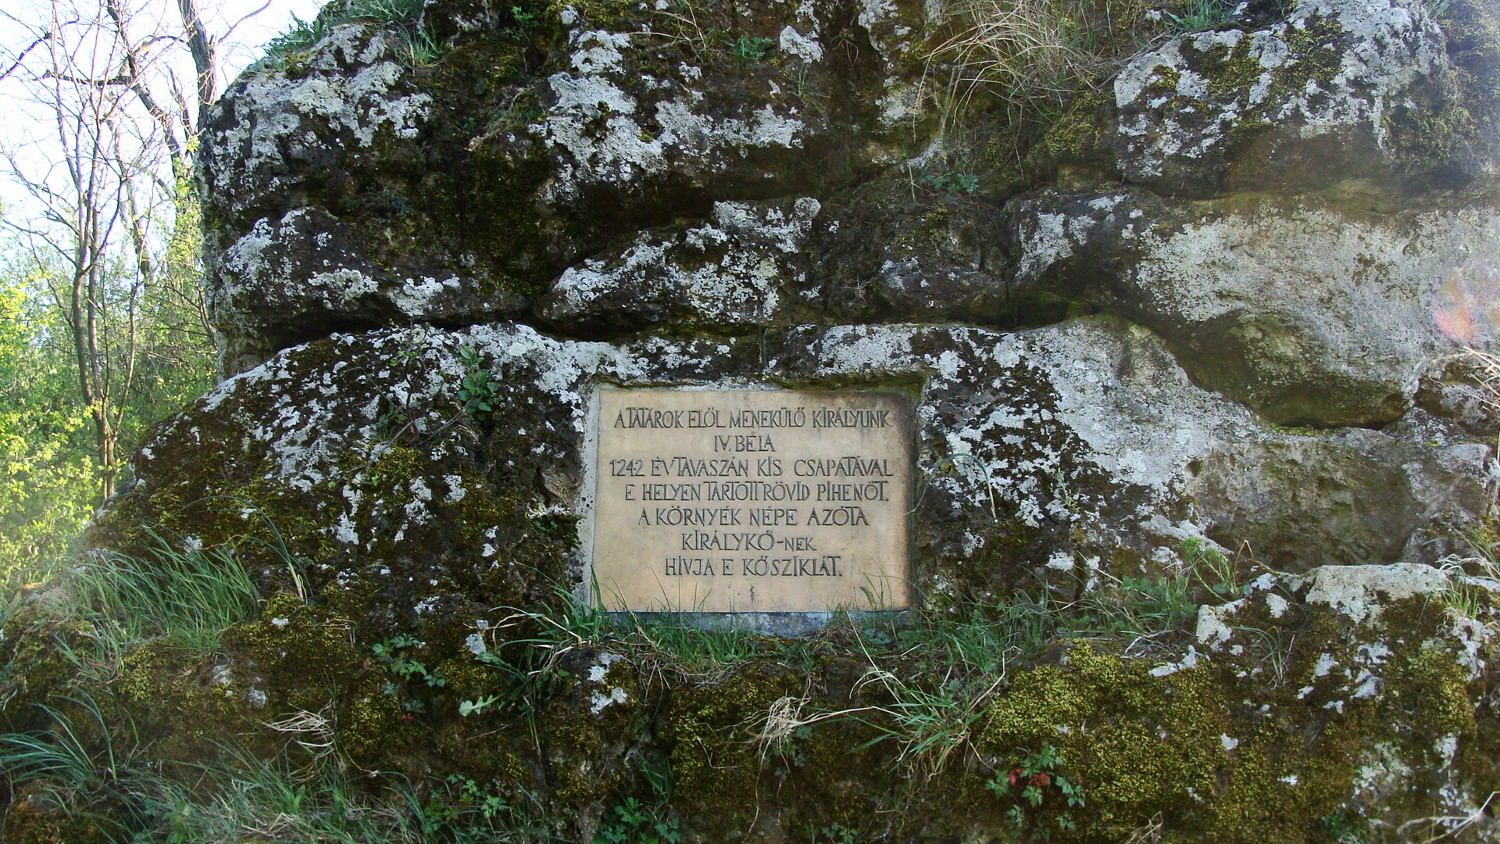 A TATÁROK ELŐL MENEKÜLŐ KIRÁLYUNK
IV. BÉLA
1242 ÉV TAVASZÁN KIS CSAPATÁVAL
E HELYEN TARTOTT RÖVID PIHENŐT.
A KÖRNYÉK NÉPE AZÓTA
KIRÁLYKŐ-NEK
HÍVJA E KŐSZIKLÁT.